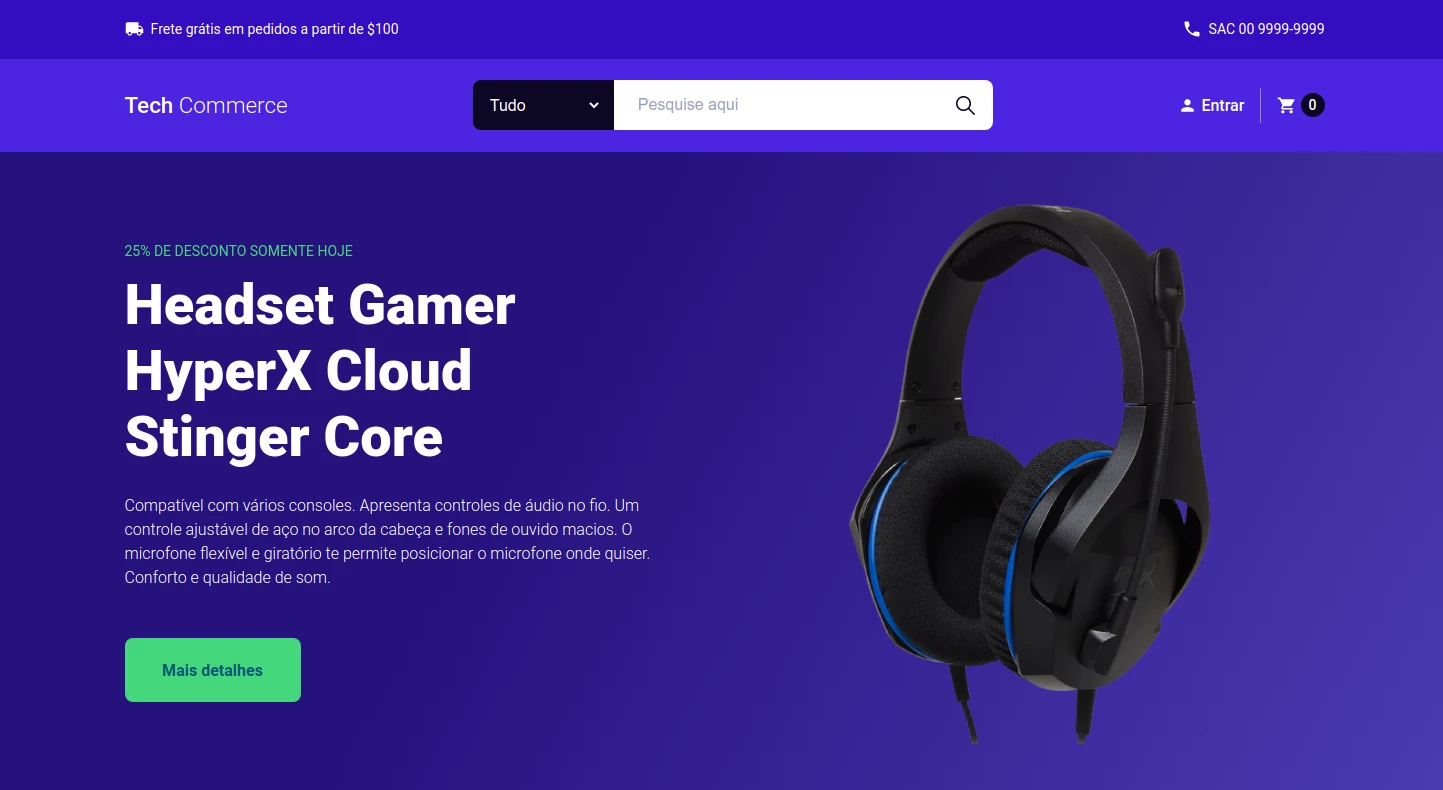 Frete grátis em pedidos a partir de $100
SAC 00 9999-9999
Tech Commerce
Tudo
Pesquise aqui
Entrar
0
25% DE DESCONTO SOMENTE HOJE
Headset Gamer
HyperX Cloud
Stinger Core
Compatível com vários consoles. Apresenta controles de áudio no fio. Um
controle ajustável de aço no arco da cabeça e fones de ouvido macios. O
microfone flexível e giratório te permite posicionar o microfone onde quiser.
Conforto e qualidade de som.
Mais detalhes